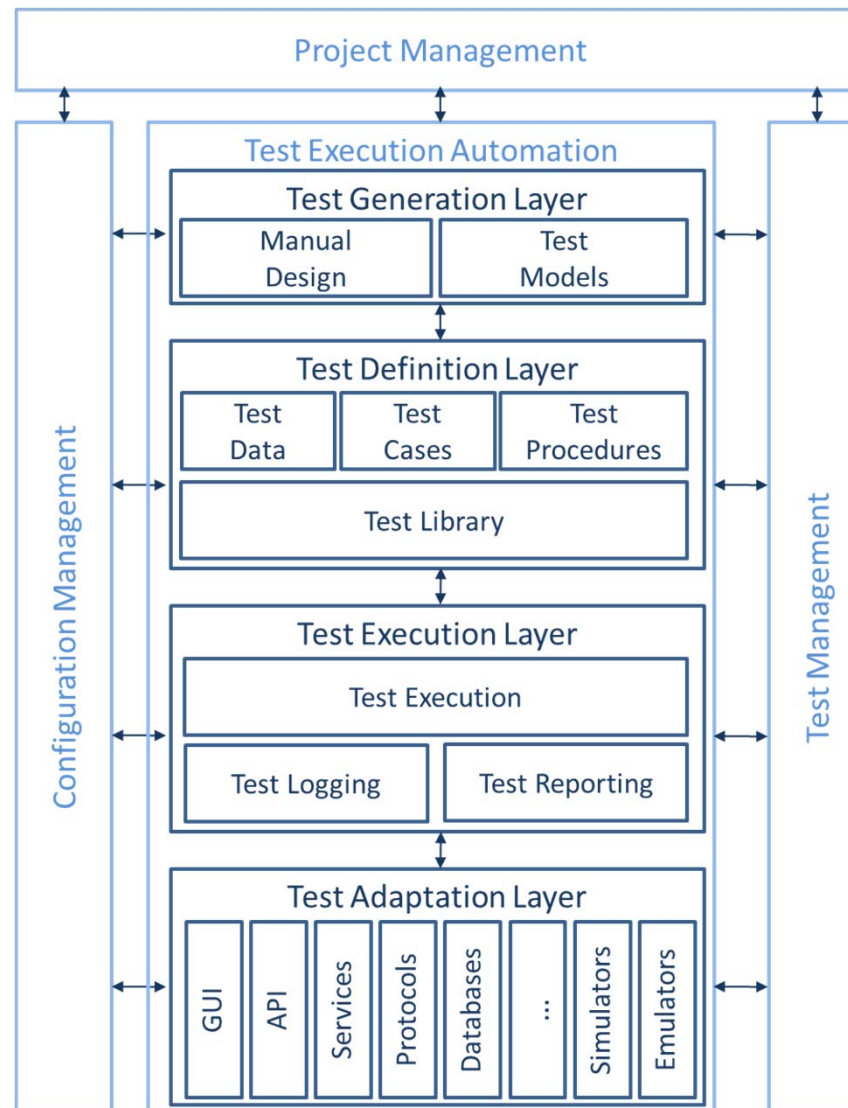 Project Management
Configuration Management
Test Execution Automation
Test Generation Layer
Manual
Design
Test
Models
Test Definition Layer
Test
Data
Test
Cases
Test
Procedures
Test Library
Test Execution Layer
Test Execution
Test Logging
Test Reporting
Test Adaptation Layer
GUI
API
Services
Protocols
Databases
...
Simulators
Emulators
Test Management